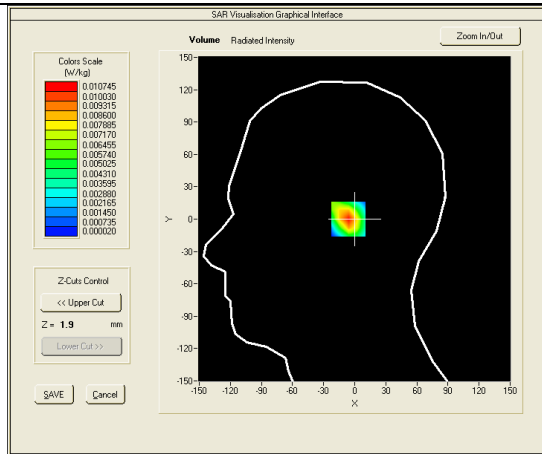 SAR Visualisation Graphical Interface
Volume Radiated Intensity
Zoom In/Out
Colors Scale
(W/kg)
0.010745
0.010030
0.009315
0.008600
0.007885
0.007170
0.006455
0.005740
0.005025
0.004310
0.003595
0.002880
0.002165
0.001450
0.000735
0.000020
Z-Cuts Control
<< Upper Cut
Z = 1.9 mm
Lower Cut >>
SAVE Cancel
150
120
90
60
30
0
-30
-60
-90
-120
-150
Y
-150 -120 -90 -60 -30 0 30 60 90 120 150
X